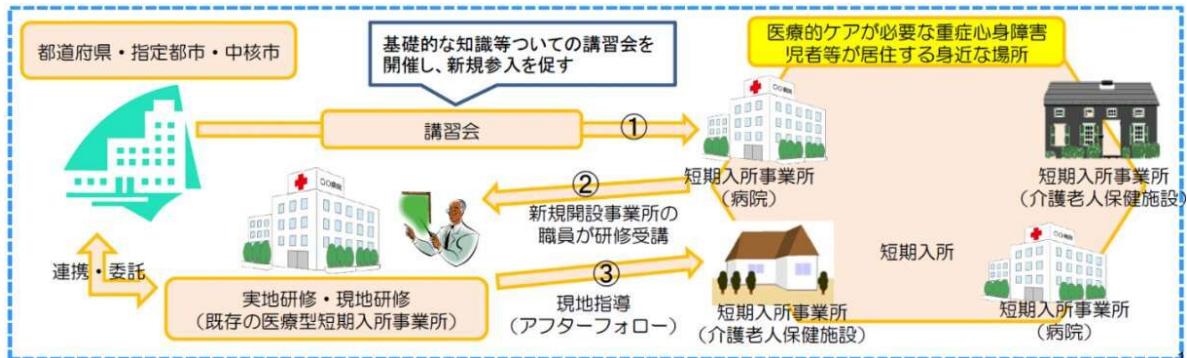 都道府県・指定都市・中核市
基礎的な知識等ついての講習会を
開催し、新規参入を促す
医療的ケアが必要な重症心身障害
児者等が居住する身近な場所
講習会
①
短期入所事業所
(病院)
短期入所事業所
(介護老人保健施設)
②
新規開設事業所の
職員が研修受講
連携・委託
実地研修・現地研修
(既存の医療型短期入所事業所)
③
現地指導
(アフターフォロー)
短期入所
短期入所事業所
(介護老人保健施設)
短期入所事業所
(病院)